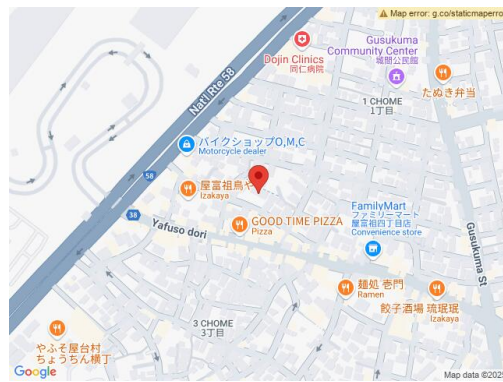 Map error: g.co/staticmaperro
Gusukuma
Community Center
城間公民館
Dojin Clinics
同仁病院
たぬき弁当
1 CHOME
1丁目
Nat'l Rte 58
バイクショップO,M,C
Motorcycle dealer
58
屋富祖鳥や
Izakaya
38
GOOD TIME PIZZA
Pizza
Yafuso dori
FamilyMart
ファミリーマート
屋富祖四丁目店
Convenience store
Gusukuma St
麺処 壱門
Ramen
餃子酒場 琉珉珉
Izakaya
3 CHOME
3丁目
やふそ屋台村
ちょうちん横丁
Google
Map data ©202